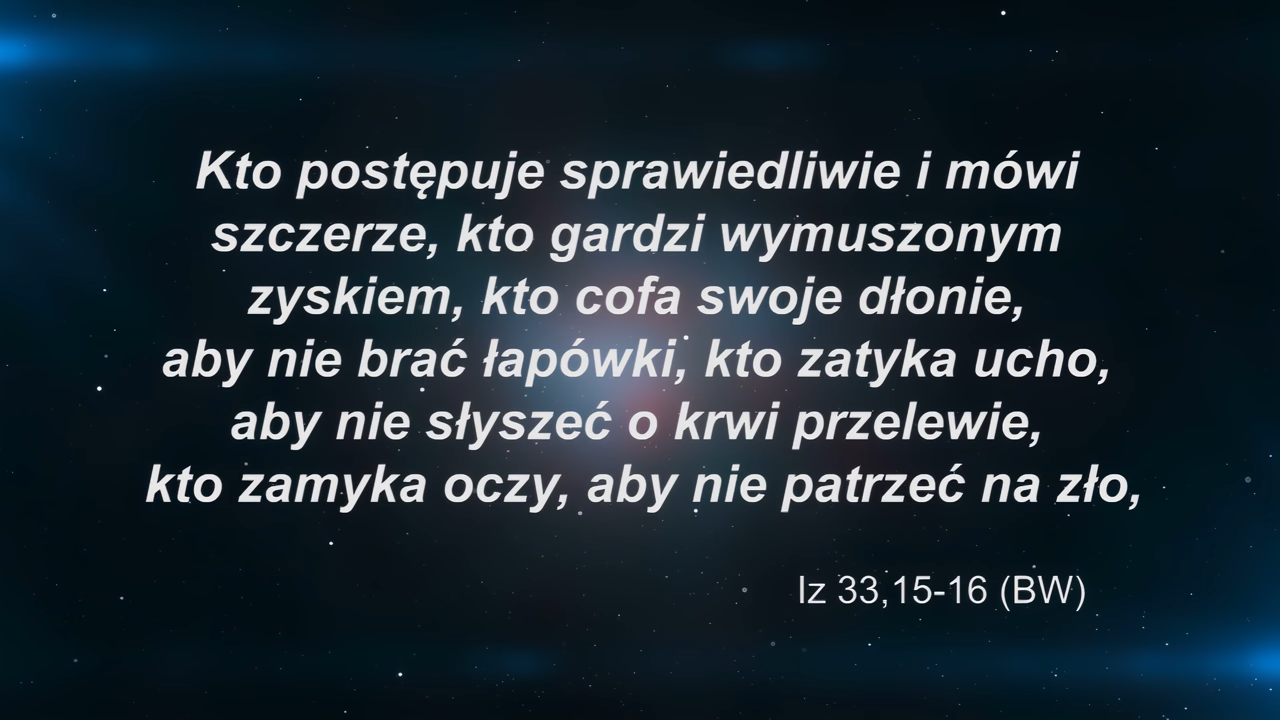 Kto postępuje sprawiedliwie i mówi
szczerze, kto gardzi wymuszonym
zyskiem, kto cofa swoje dłonie,
aby nie brać łapówki, kto zatyka ucho,
aby nie słyszeć o krwi przelewie,
kto zamyka oczy, aby nie patrzeć na zło,
Iz 33,15-16 (BW)